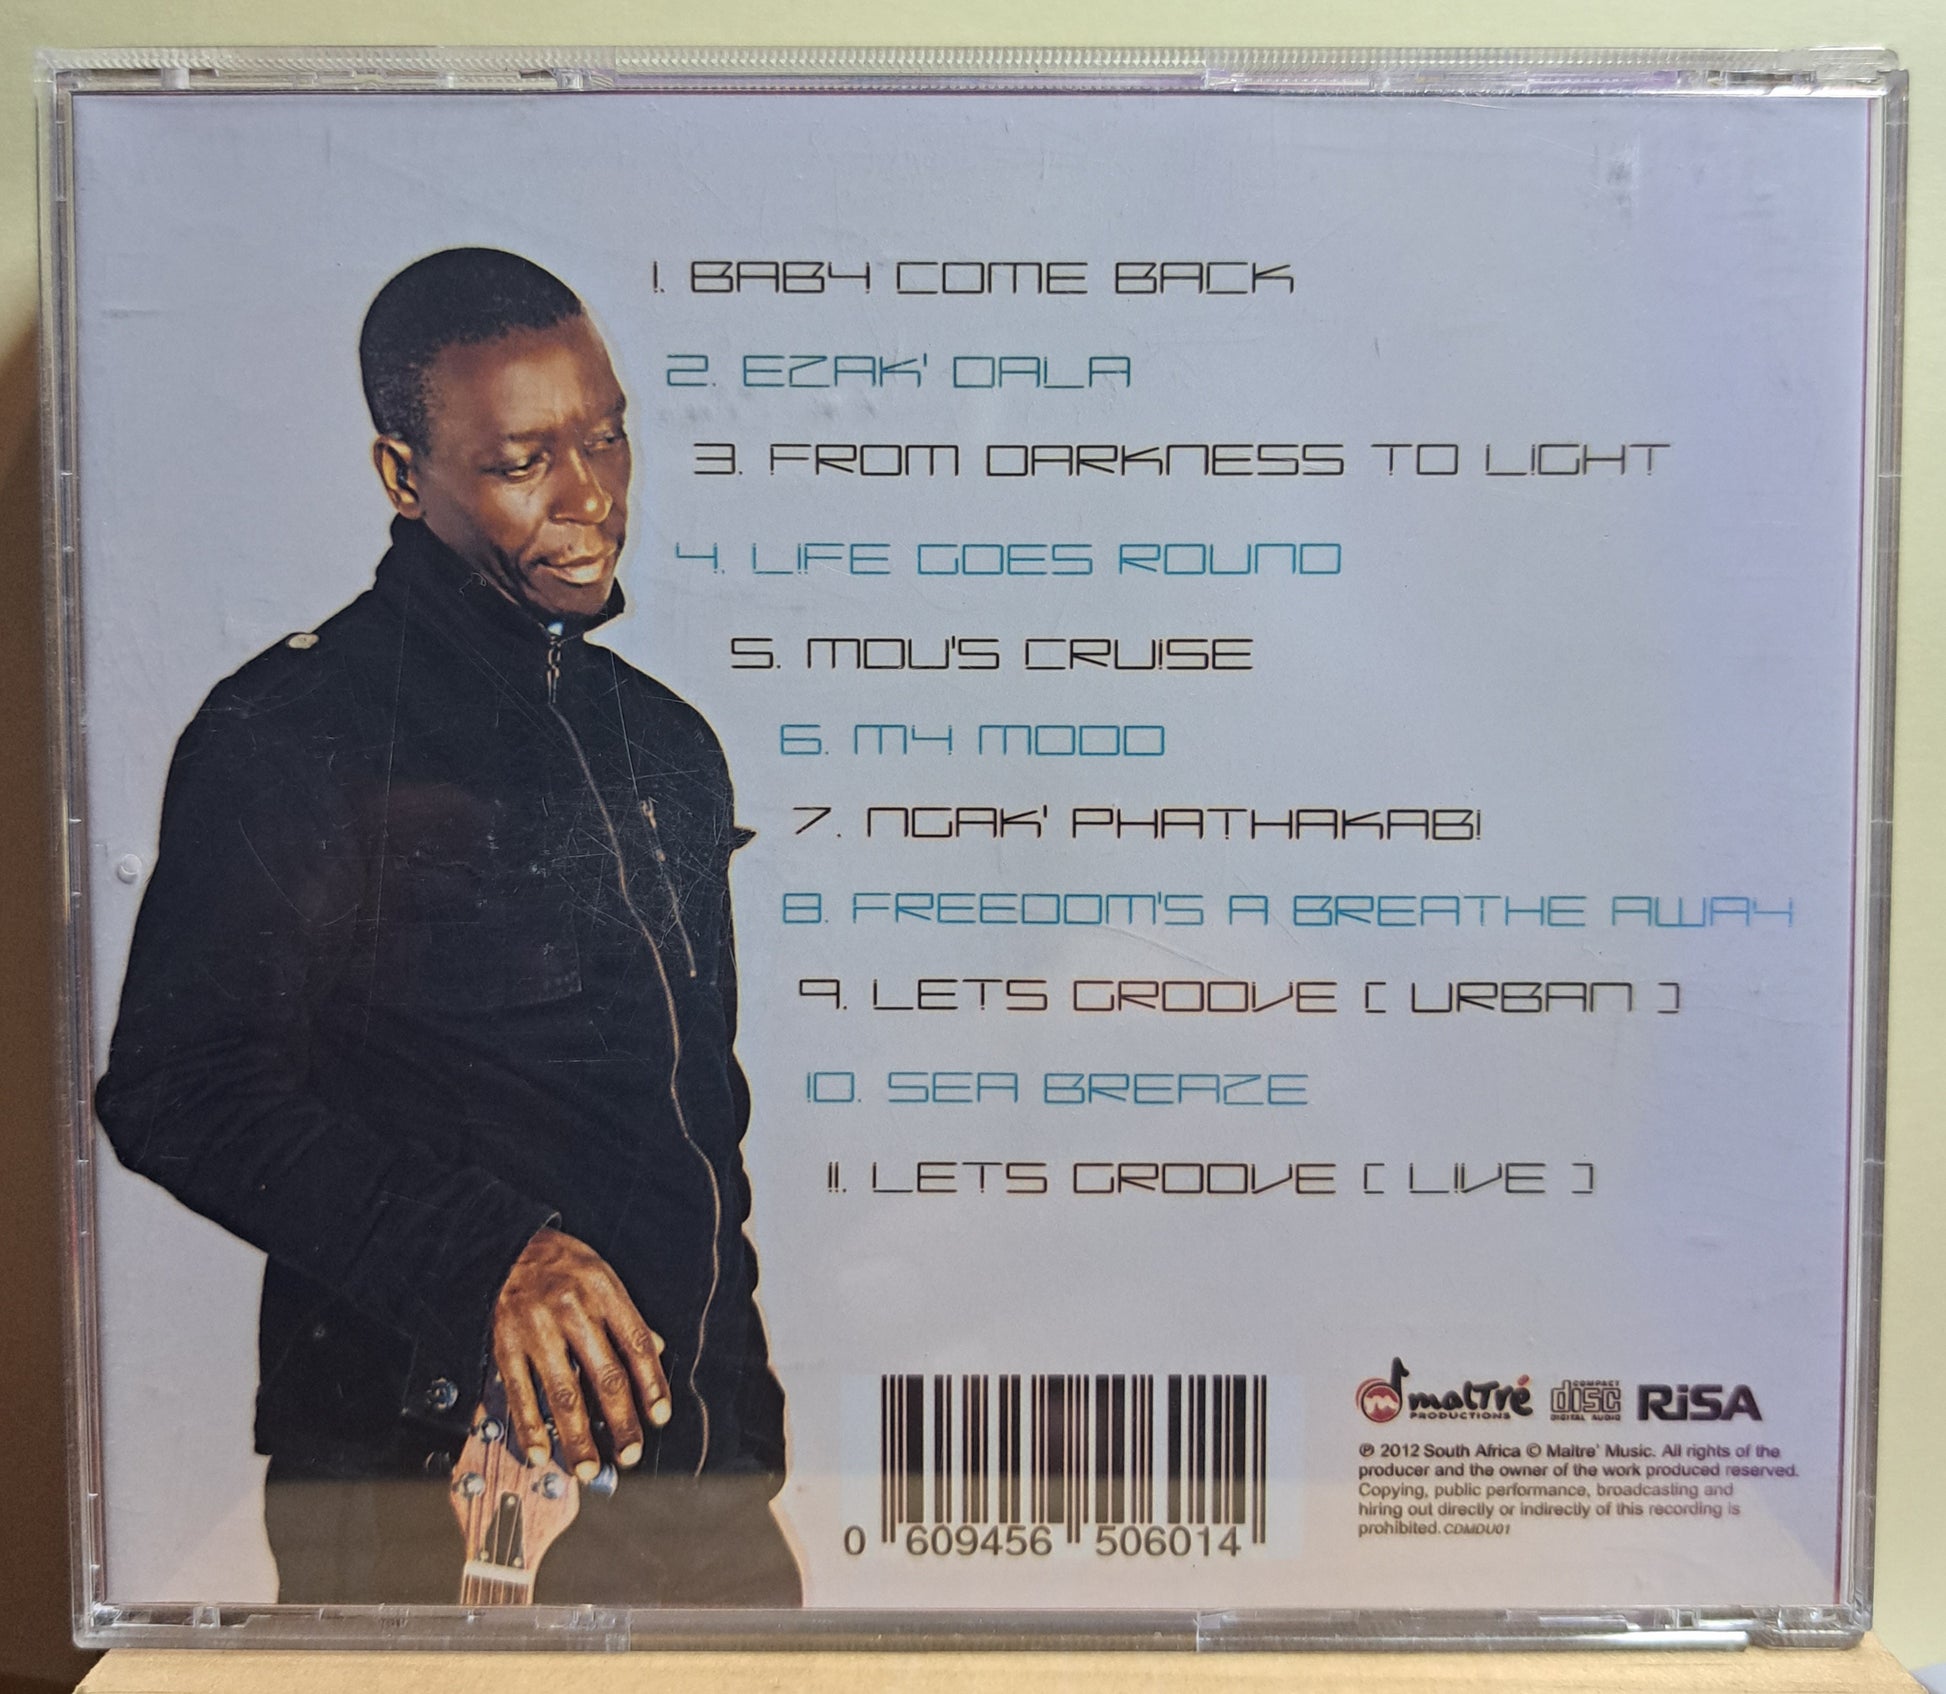 1. BABY COME BACK
2. EZAK' DALA
3. FROM DARKNESS TO LIGHT
4. LIFE GOES ROUND
5. MDU'S CRUISE
6. MY MOOD
7. NGAK' PHATHAKABI
8. FREEDOM'S A BREATHE AWAY
9. LETS GROOVE [ URBAN ]
10. SEA BREAZE
11. LETS GROOVE [ LIVE ]
maltré PRODUCTIONS COMPACT disc DIGITAL AUDIO RiSA
℗ 2012 South Africa © Maltre' Music. All rights of the
producer and the owner of the work produced reserved.
Copying, public performance, broadcasting and
hiring out directly or indirectly of this recording is
prohibited. CDMDU01
0 609456 506014